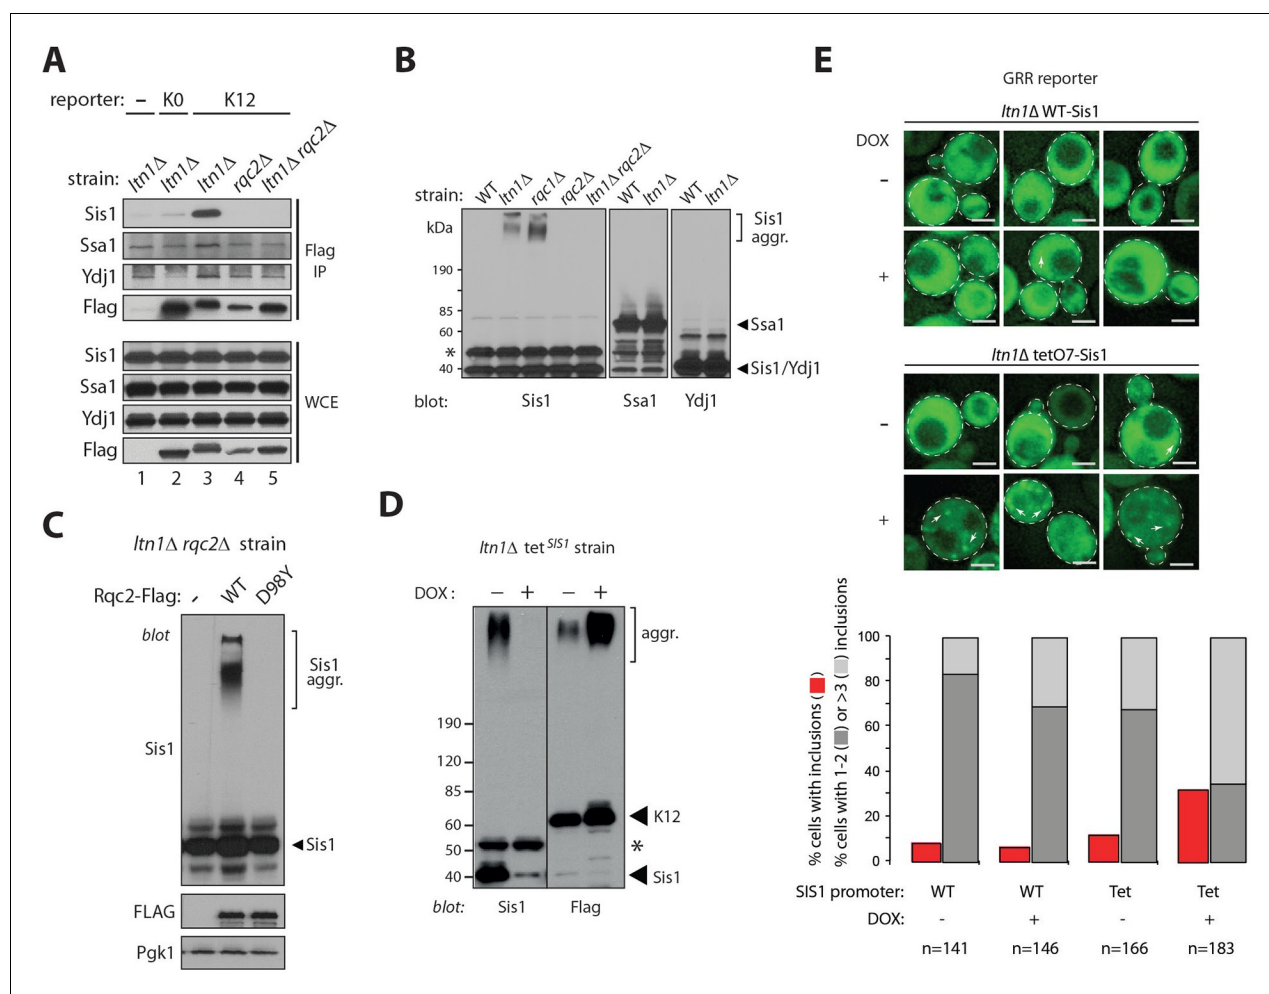 A
reporter: – K0 K12
strain: ltn1Δ ltn1Δ ltn1Δ rqc2Δ ltn1Δ rqc2Δ
Sis1
Ssa1
Ydj1
Flag
Flag
IP
Sis1
Ssa1
Ydj1
Flag
WCE
1 2 3 4 5
B
strain: WT ltn1Δ rqc1Δ rqc2Δ ltn1Δ rqc2Δ WT ltn1Δ WT ltn1Δ
kDa
190
85
60
*
40
Sis1
aggr.
◄Ssa1
◄Sis1/Ydj1
blot: Sis1 Ssa1 Ydj1
C
ltn1Δ rqc2Δ strain
Rqc2-Flag: - WT D98Y
blot
Sis1
aggr.
Sis1
◄Sis1
FLAG
Pgk1
D
ltn1Δ tet SIS1 strain
DOX : – + – +
aggr.
190
120
85
60
50
40
◄ K12
*
◄ Sis1
blot: Sis1 Flag
E
GRR reporter
ltn1Δ WT-Sis1
DOX
–
+
ltn1Δ tetO7-Sis1
–
+
% cells with inclusions ( )
% cells with 1-2 ( ) or >3 ( ) inclusions
100
80
60
40
20
0
SIS1 promoter: WT WT Tet Tet
DOX: - + - +
n=141 n=146 n=166 n=183